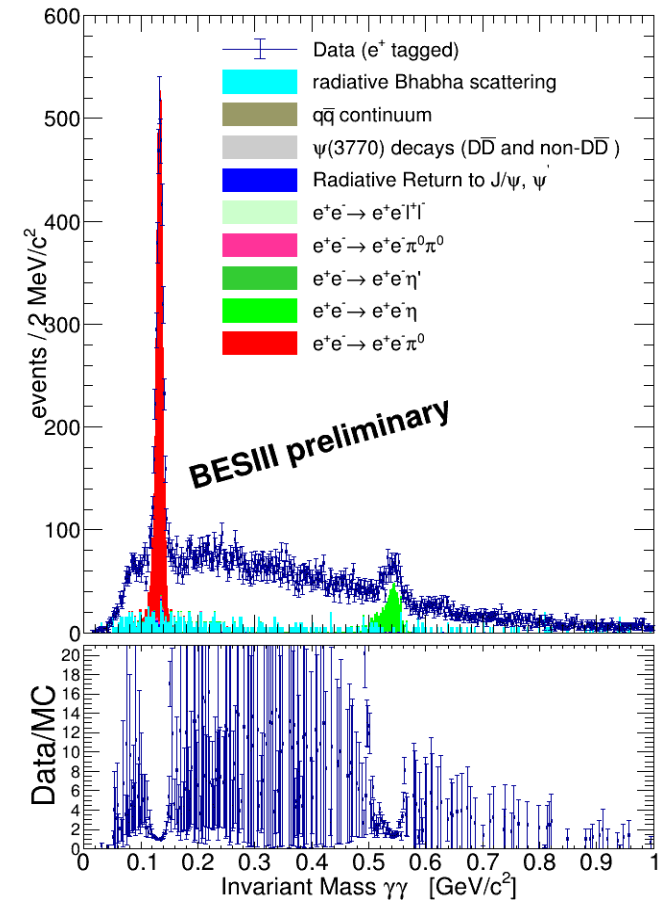 600
500
400
300
200
100
0
events / 2 MeV/c²
Data (e⁺ tagged)
radiative Bhabha scattering
qq̅ continuum
ψ(3770) decays (DD̅ and non-DD̅ )
Radiative Return to J/ψ, ψ'
e⁺e⁻→ e⁺e⁻l⁺l⁻
e⁺e⁻→ e⁺e⁻π⁰π⁰
e⁺e⁻→ e⁺e⁻η'
e⁺e⁻→ e⁺e⁻η
e⁺e⁻→ e⁺e⁻π⁰
BESIII preliminary
20
18
16
14
12
10
8
6
4
2
0
Data/MC
0 0.1 0.2 0.3 0.4 0.5 0.6 0.7 0.8 0.9 1
Invariant Mass γγ [GeV/c²]